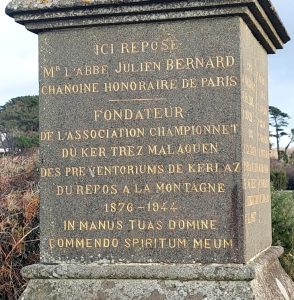 ICI REPOSE
MR L'ABBE JULIEN BERNARD
CHANOINE HONORAIRE DE PARIS
FONDATEUR
DE L'ASSOCIATION CHAMPIONNET
DU KER TREZ MALAOUEN
DES PREVENTORIUMS DE KERLAZ
DU REPOS A LA MONTAGNE
1876-1944
IN MANUS TUAS DOMINE
COMMENDO SPIRITUM MEUM